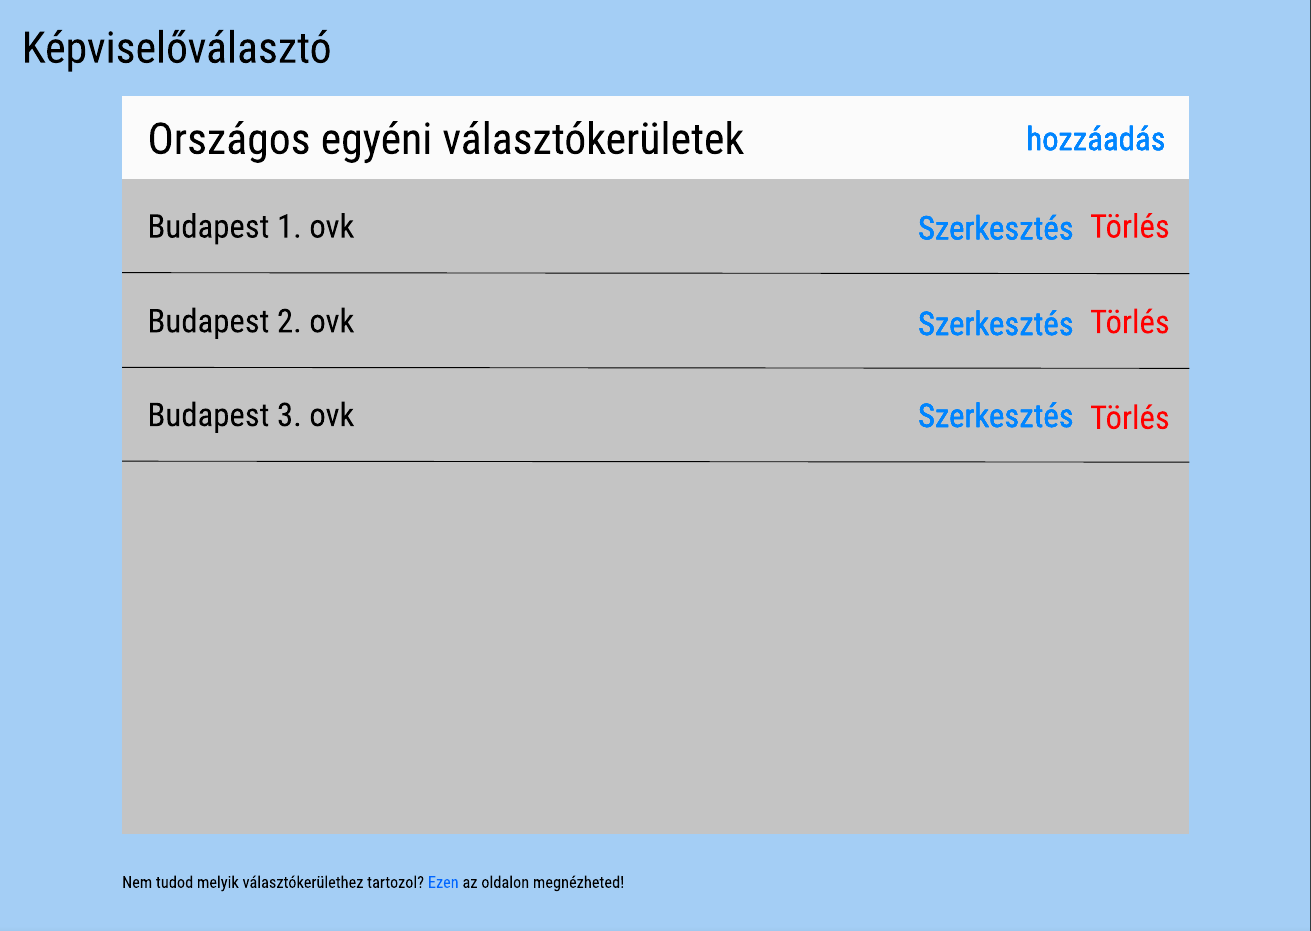 Képviselőválasztó
Országos egyéni választókerületek hozzáadás
Budapest 1. ovk Szerkesztés Törlés
Budapest 2. ovk Szerkesztés Törlés
Budapest 3. ovk Szerkesztés Törlés
Nem tudod melyik választókerülethez tartozol? Ezen az oldalon megnézheted!